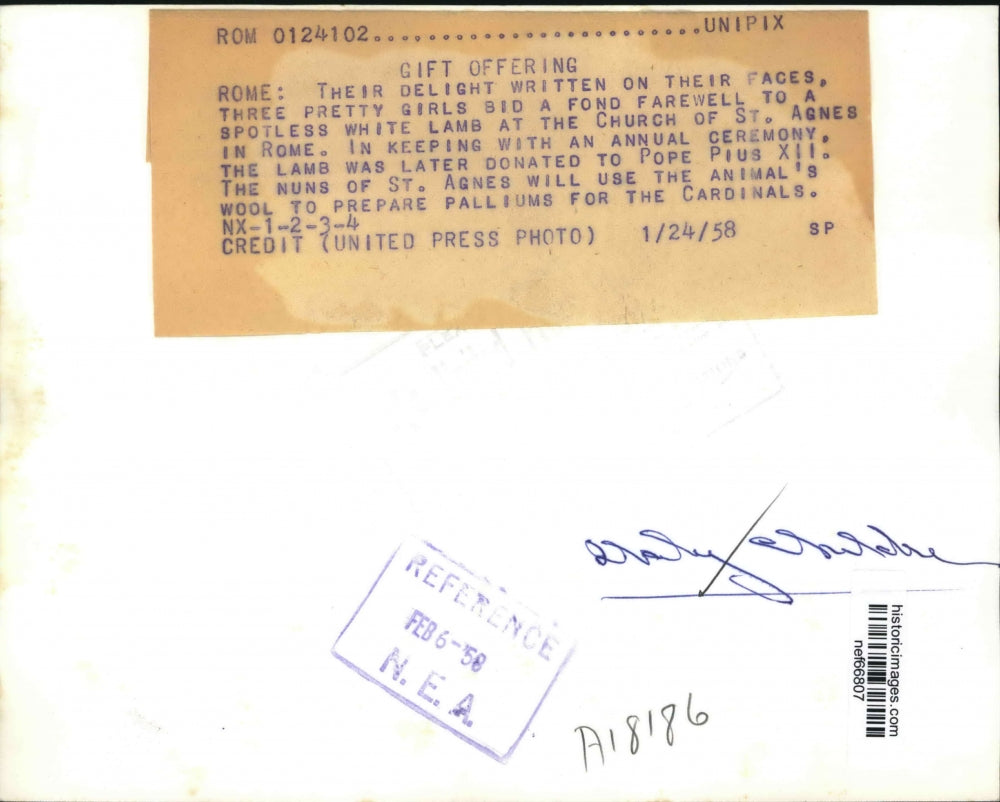 ROM 0124102..........................UNIPIX
GIFT OFFERING
ROME: THEIR DELIGHT WRITTEN ON THEIR FACES,
THREE PRETTY GIRLS BID A FOND FAREWELL TO A
SPOTLESS WHITE LAMB AT THE CHURCH OF ST. AGNES
IN ROME. IN KEEPING WITH AN ANNUAL CEREMONY,
THE LAMB WAS LATER DONATED TO POPE PIUS XII.
THE NUNS OF ST. AGNES WILL USE THE ANIMAL'S
WOOL TO PREPARE PALLIUMS FOR THE CARDINALS.
NX-1-2-3-4
CREDIT (UNITED PRESS PHOTO) 1/24/58 SP
REFERENCE
FEB 6-'58
N. E. A.
A18186
historicimages.com
nef66807